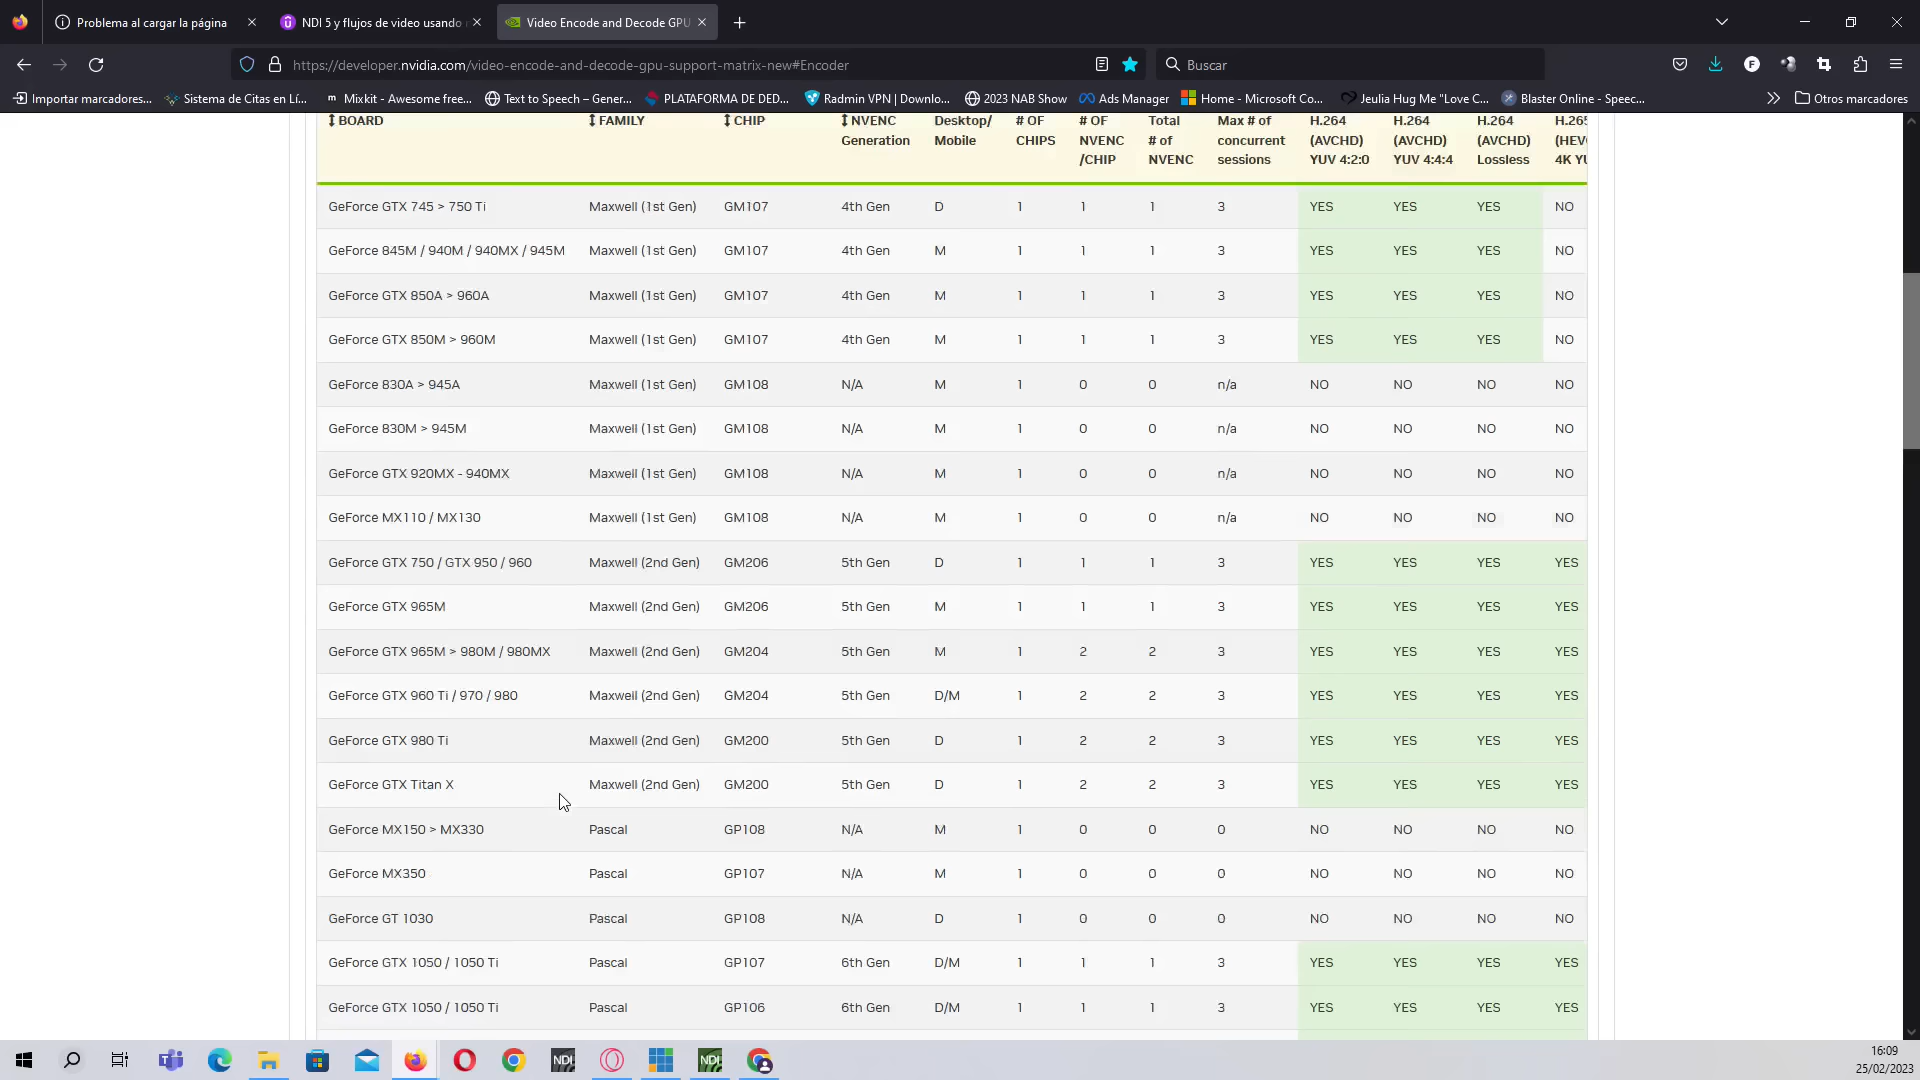 Problema al cargar la página
NDI 5 y flujos de video usando
Video Encode and Decode GPU
https://developer.nvidia.com/video-encode-and-decode-gpu-support-matrix-new#Encoder
Buscar
Importar marcadores...
Sistema de Citas en Lí...
Mixkit - Awesome free...
Text to Speech – Gener...
PLATAFORMA DE DED...
Radmin VPN | Downlo...
2023 NAB Show
Ads Manager
Home - Microsoft Co...
Jeulia Hug Me "Love C...
Blaster Online - Speec...
Otros marcadores
BOARD FAMILY CHIP NVENC Desktop/ # OF # OF Total Max # of H.264 H.264 H.264 H.265
Generation Mobile CHIPS NVENC # of concurrent (AVCHD) (AVCHD) (AVCHD) (HEV
/CHIP NVENC sessions YUV 4:2:0 YUV 4:4:4 Lossless 4K YU
GeForce GTX 745 > 750 Ti Maxwell (1st Gen) GM107 4th Gen D 1 1 1 3 YES YES YES NO
GeForce 845M / 940M / 940MX / 945M Maxwell (1st Gen) GM107 4th Gen M 1 1 1 3 YES YES YES NO
GeForce GTX 850A > 960A Maxwell (1st Gen) GM107 4th Gen M 1 1 1 3 YES YES YES NO
GeForce GTX 850M > 960M Maxwell (1st Gen) GM107 4th Gen M 1 1 1 3 YES YES YES NO
GeForce 830A > 945A Maxwell (1st Gen) GM108 N/A M 1 0 0 n/a NO NO NO NO
GeForce 830M > 945M Maxwell (1st Gen) GM108 N/A M 1 0 0 n/a NO NO NO NO
GeForce GTX 920MX - 940MX Maxwell (1st Gen) GM108 N/A M 1 0 0 n/a NO NO NO NO
GeForce MX110 / MX130 Maxwell (1st Gen) GM108 N/A M 1 0 0 n/a NO NO NO NO
GeForce GTX 750 / GTX 950 / 960 Maxwell (2nd Gen) GM206 5th Gen D 1 1 1 3 YES YES YES YES
GeForce GTX 965M Maxwell (2nd Gen) GM206 5th Gen M 1 1 1 3 YES YES YES YES
GeForce GTX 965M > 980M / 980MX Maxwell (2nd Gen) GM204 5th Gen M 1 2 2 3 YES YES YES YES
GeForce GTX 960 Ti / 970 / 980 Maxwell (2nd Gen) GM204 5th Gen D/M 1 2 2 3 YES YES YES YES
GeForce GTX 980 Ti Maxwell (2nd Gen) GM200 5th Gen D 1 2 2 3 YES YES YES YES
GeForce GTX Titan X Maxwell (2nd Gen) GM200 5th Gen D 1 2 2 3 YES YES YES YES
GeForce MX150 > MX330 Pascal GP108 N/A M 1 0 0 0 NO NO NO NO
GeForce MX350 Pascal GP107 N/A M 1 0 0 0 NO NO NO NO
GeForce GT 1030 Pascal GP108 N/A D 1 0 0 0 NO NO NO NO
GeForce GTX 1050 / 1050 Ti Pascal GP107 6th Gen D/M 1 1 1 3 YES YES YES YES
GeForce GTX 1050 / 1050 Ti Pascal GP106 6th Gen D/M 1 1 1 3 YES YES YES YES
NDI
NDI
16:09
25/02/2023